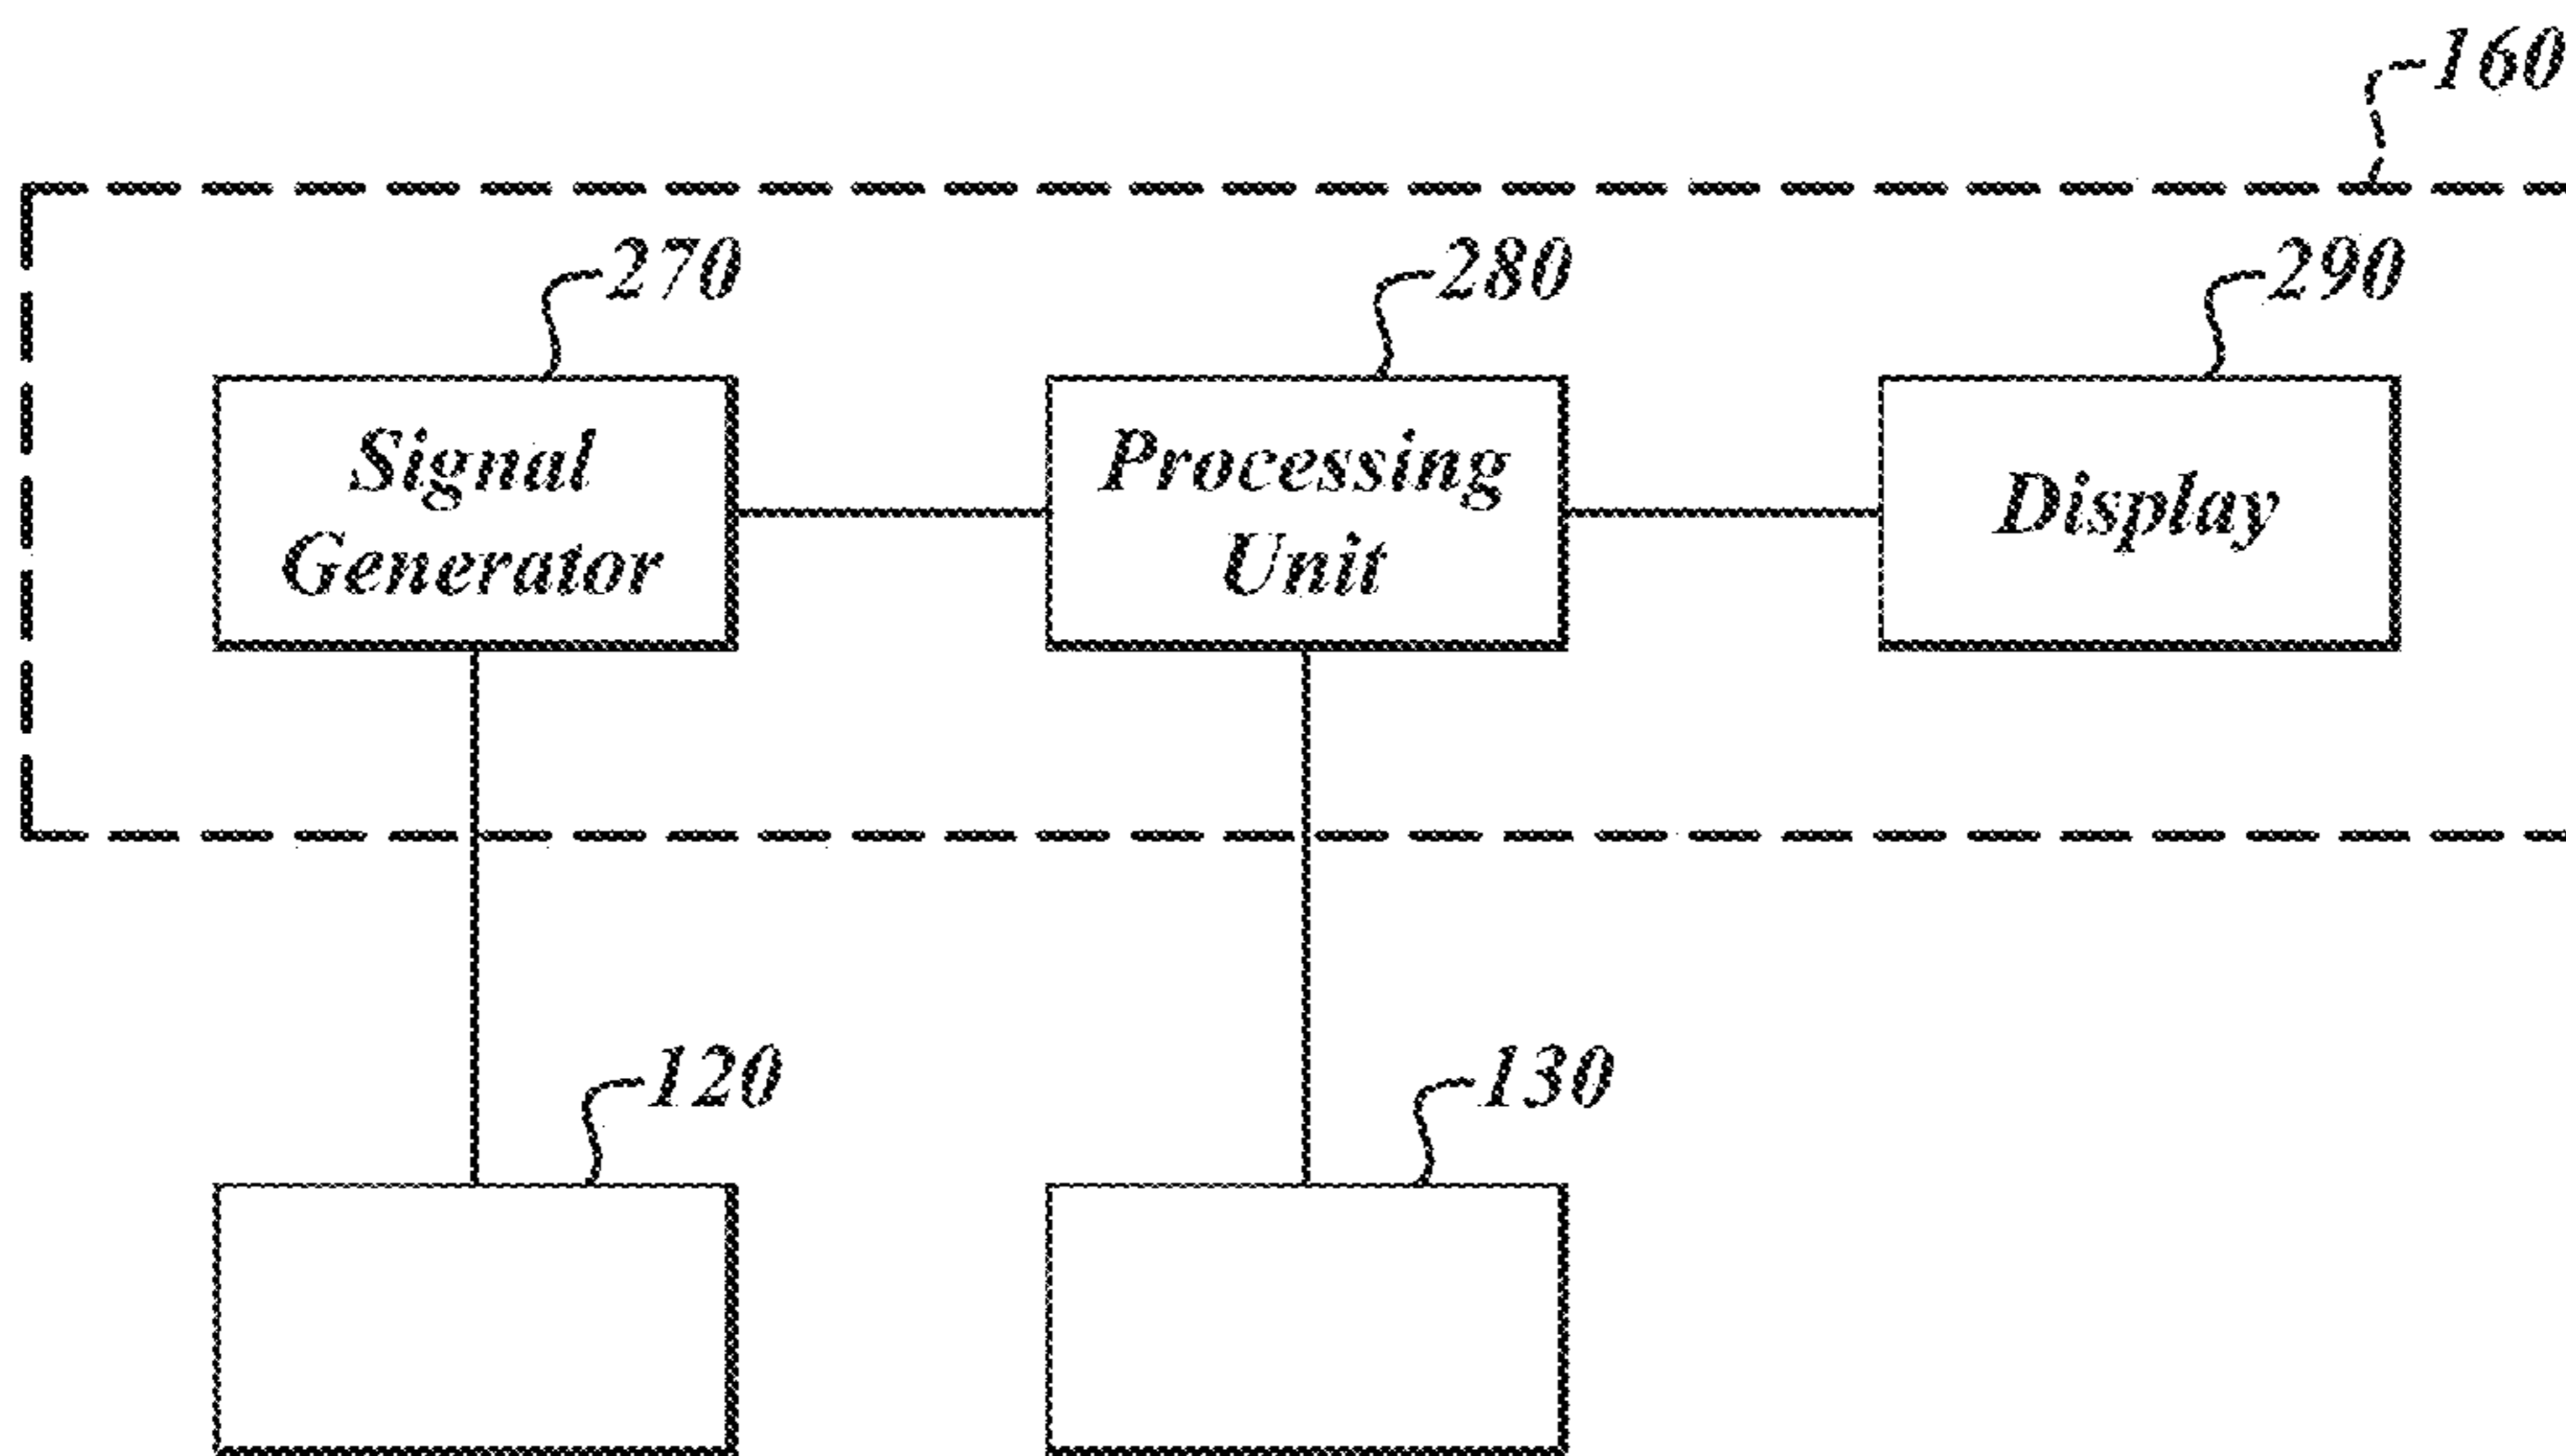 160
270
280
290
Signal
Generator
Processing
Unit
Display
120
130